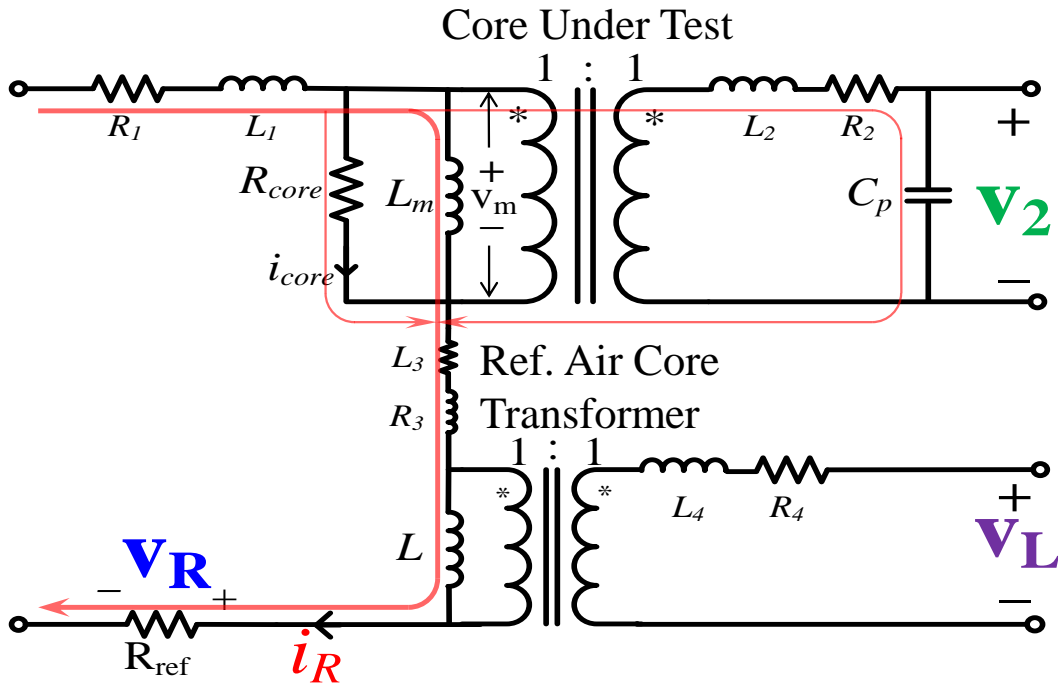 Core Under Test
1 : 1
* *
R1 L1 L2 R2
+
Rcore Lm + vm − Cp v2
icore
−
L3 Ref. Air Core
R3 Transformer
1 : 1
* *
L4 R4
+
L vL
vR
− +
−
Rref iR